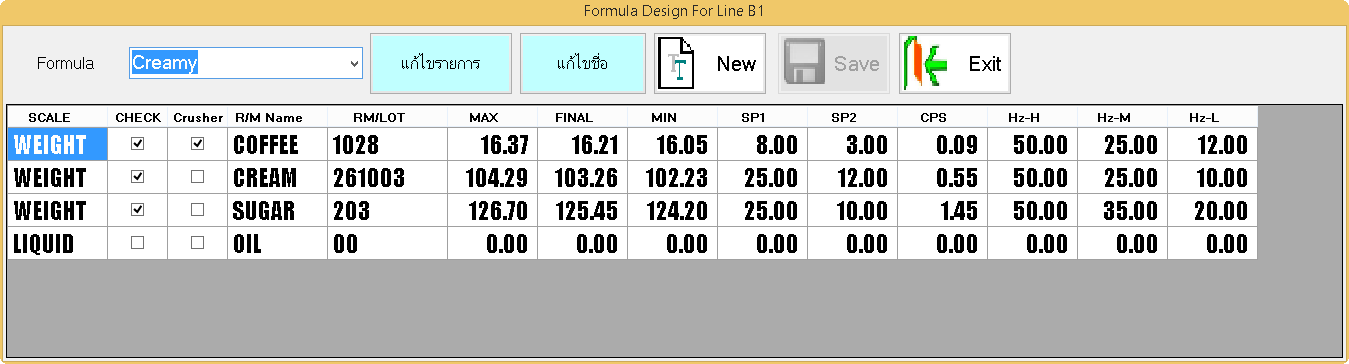 Formula Design For Line B1
Formula Creamy แก้ไขรายการ แก้ไขชื่อ New Save Exit
SCALE CHECK Crusher R/M Name RM/LOT MAX FINAL MIN SP1 SP2 CPS Hz-H Hz-M Hz-L
WEIGHT COFFEE 1028 16.37 16.21 16.05 8.00 3.00 0.09 50.00 25.00 12.00
WEIGHT CREAM 261003 104.29 103.26 102.23 25.00 12.00 0.55 50.00 25.00 10.00
WEIGHT SUGAR 203 126.70 125.45 124.20 25.00 10.00 1.45 50.00 35.00 20.00
LIQUID OIL 00 0.00 0.00 0.00 0.00 0.00 0.00 0.00 0.00 0.00